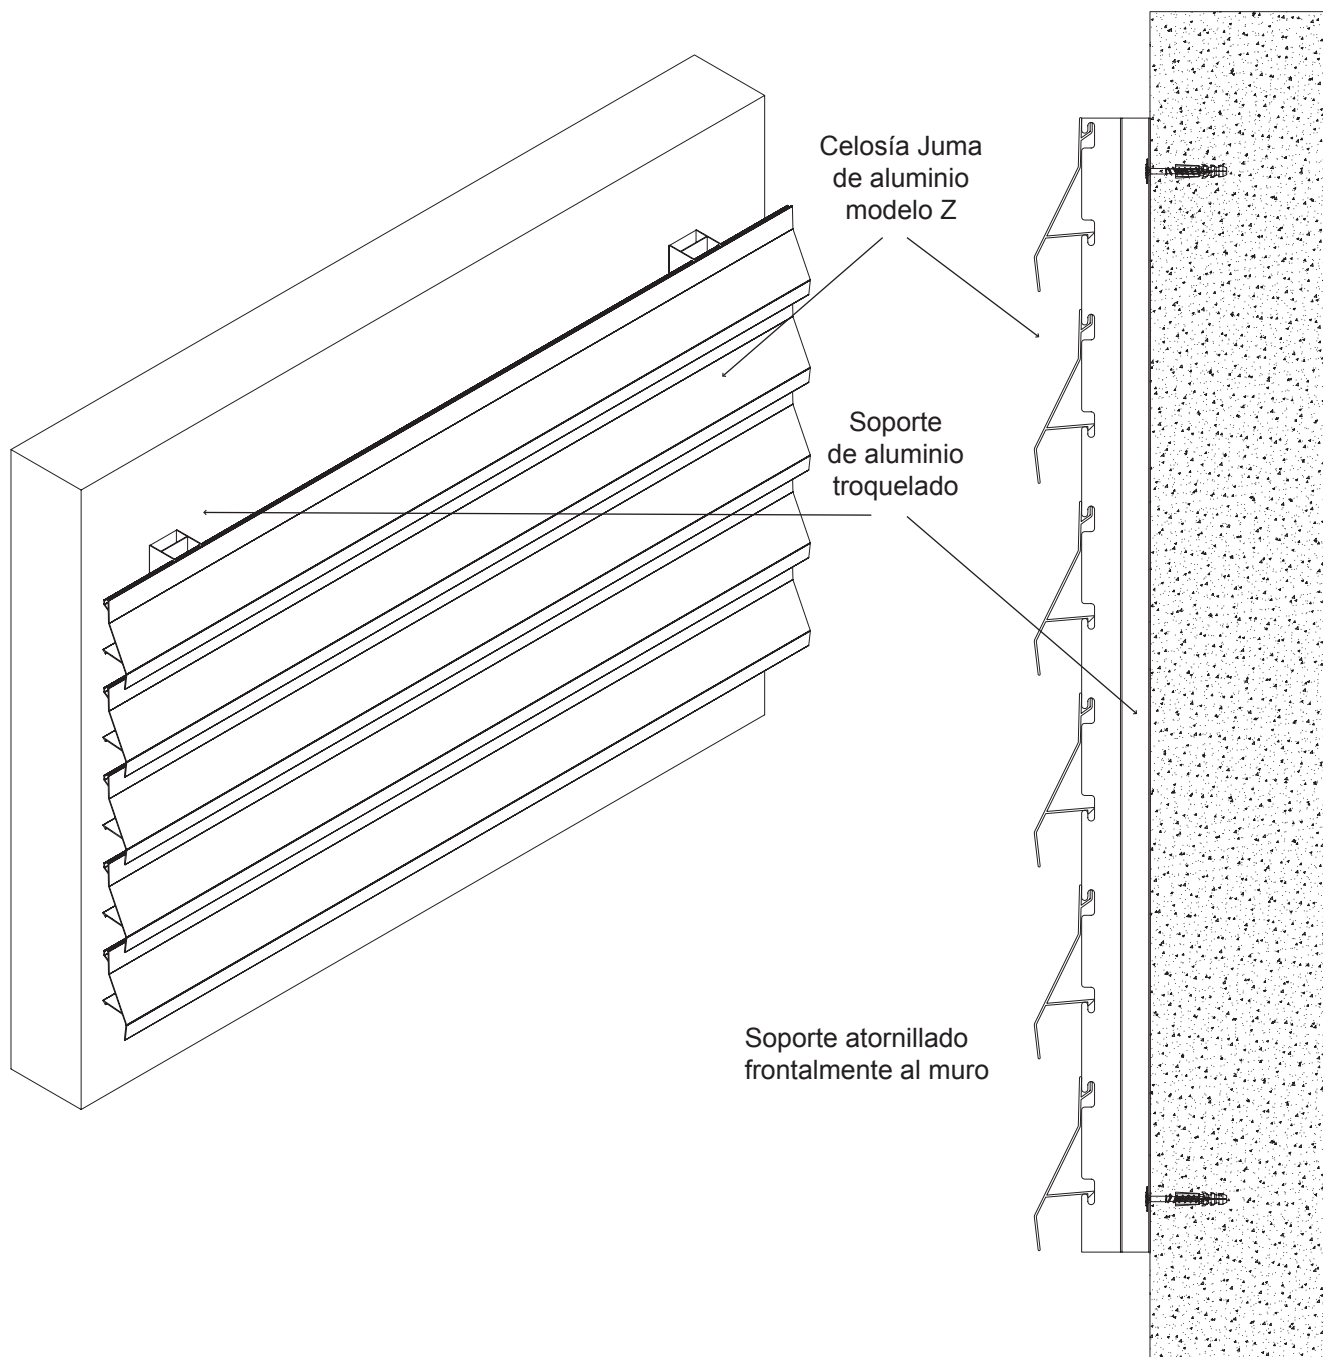 Celosía Juma
de aluminio
modelo Z
Soporte
de aluminio
troquelado
Soporte atornillado
frontalmente al muro